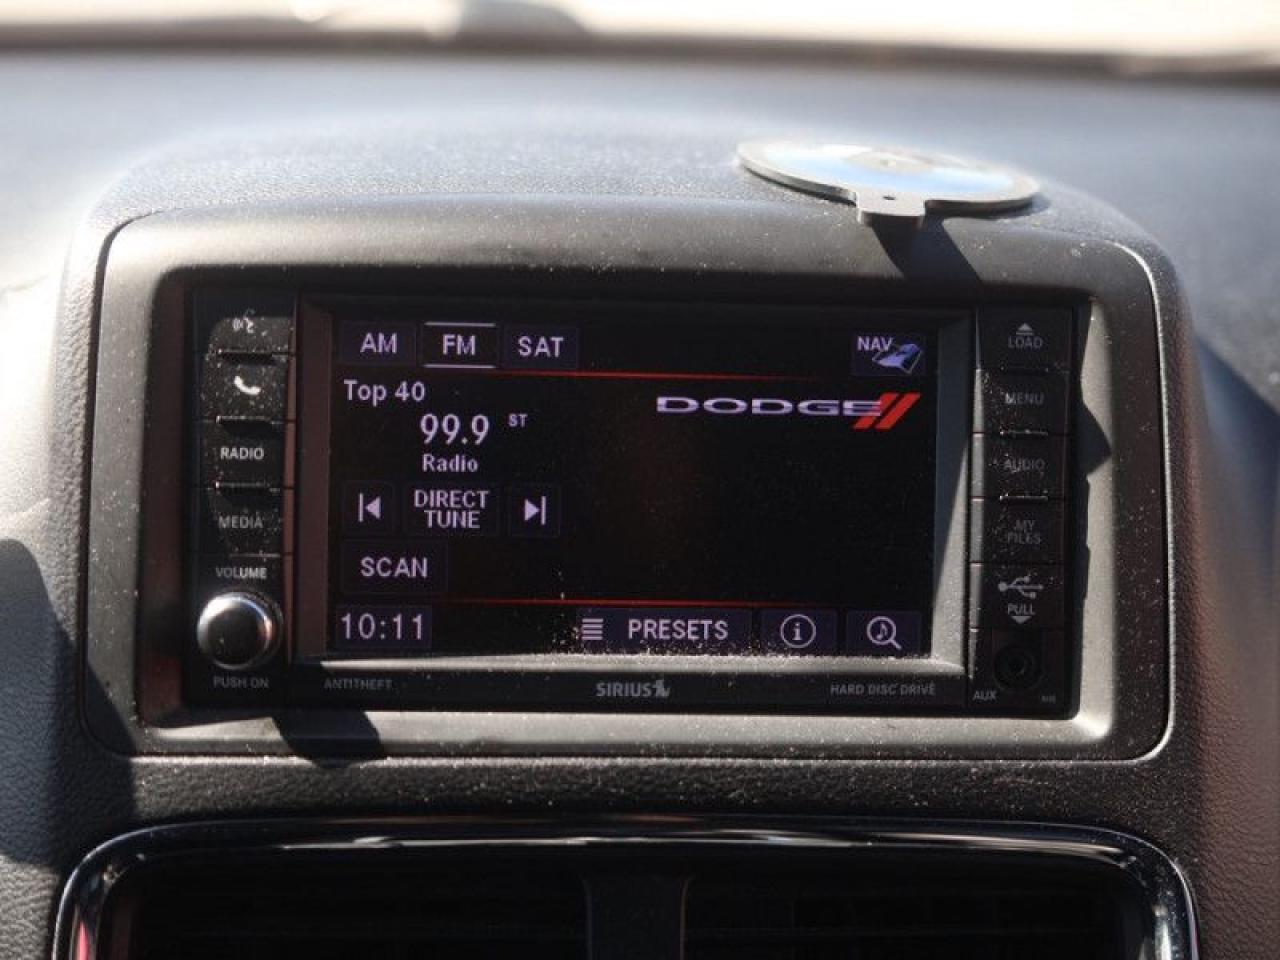 AM FM SAT NAV
Top 40
99.9 ST
Radio
DIRECT
TUNE
SCAN
10:11 PRESETS
DODGE
RADIO
MEDIA
VOLUME
PUSH ON
ANTITHEFT
SIRIUS
HARD DISC DRIVE
LOAD
MENU
AUDIO
MY
FILES
PULL
AUX